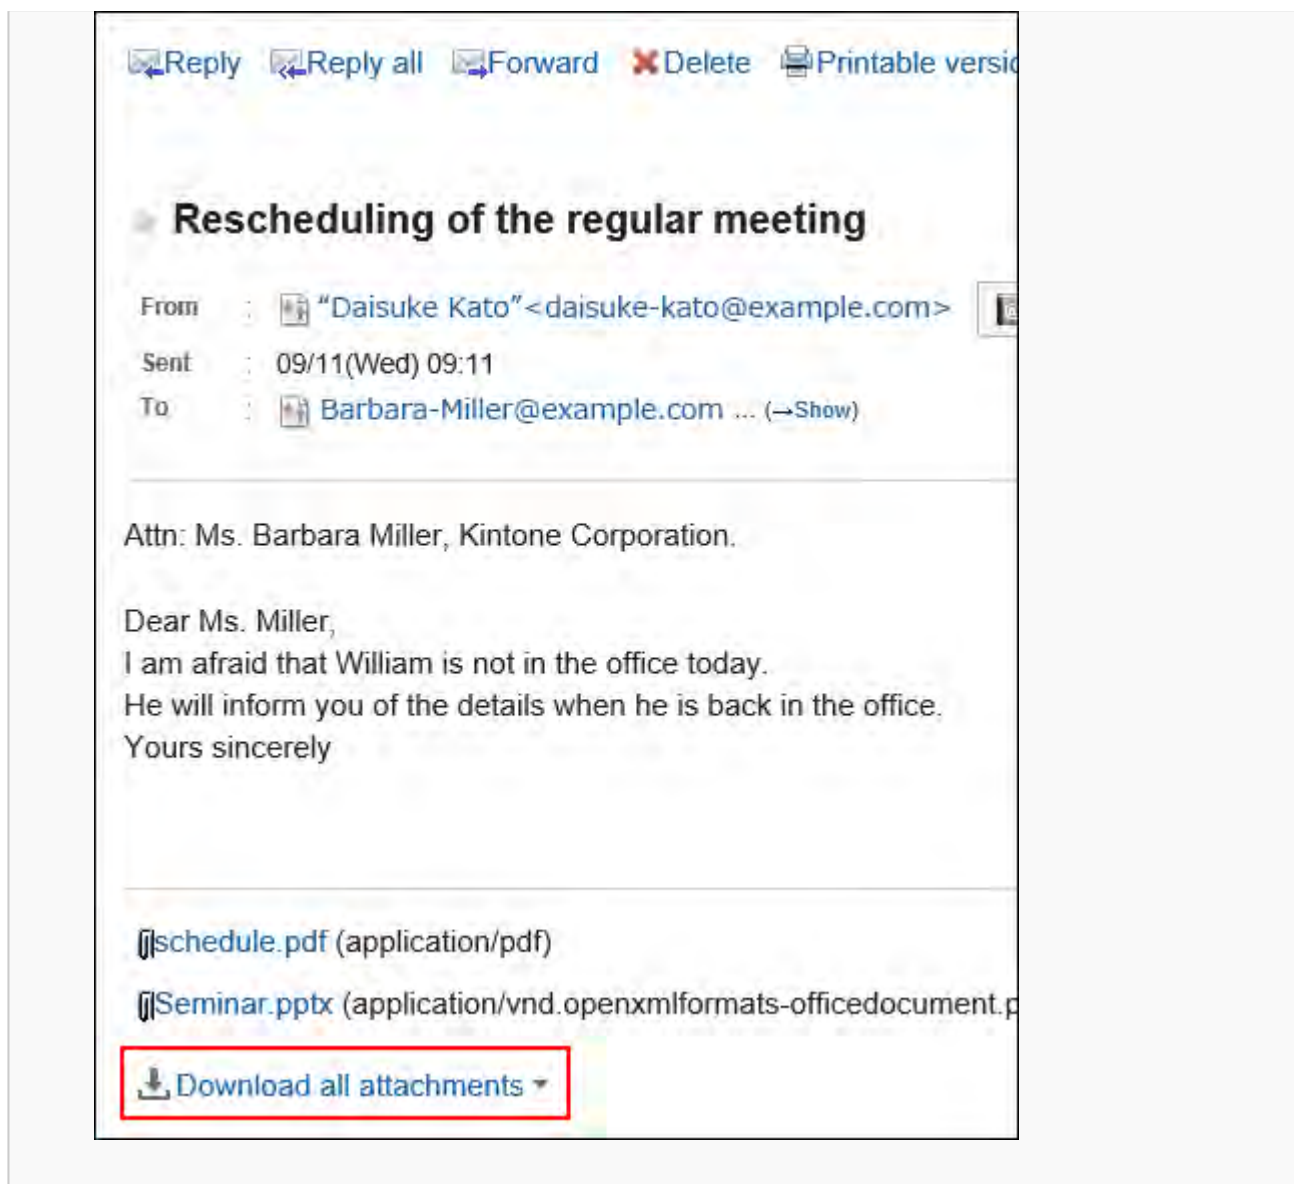 Reply Reply all Forward Delete Printable versio
Rescheduling of the regular meeting
From : “Daisuke Kato”<daisuke-kato@example.com>
Sent : 09/11(Wed) 09:11
To : Barbara-Miller@example.com ... (→Show)
Attn: Ms. Barbara Miller, Kintone Corporation.
Dear Ms. Miller,
I am afraid that William is not in the office today.
He will inform you of the details when he is back in the office.
Yours sincerely
schedule.pdf (application/pdf)
Seminar.pptx (application/vnd.openxmlformats-officedocument.p
Download all attachments